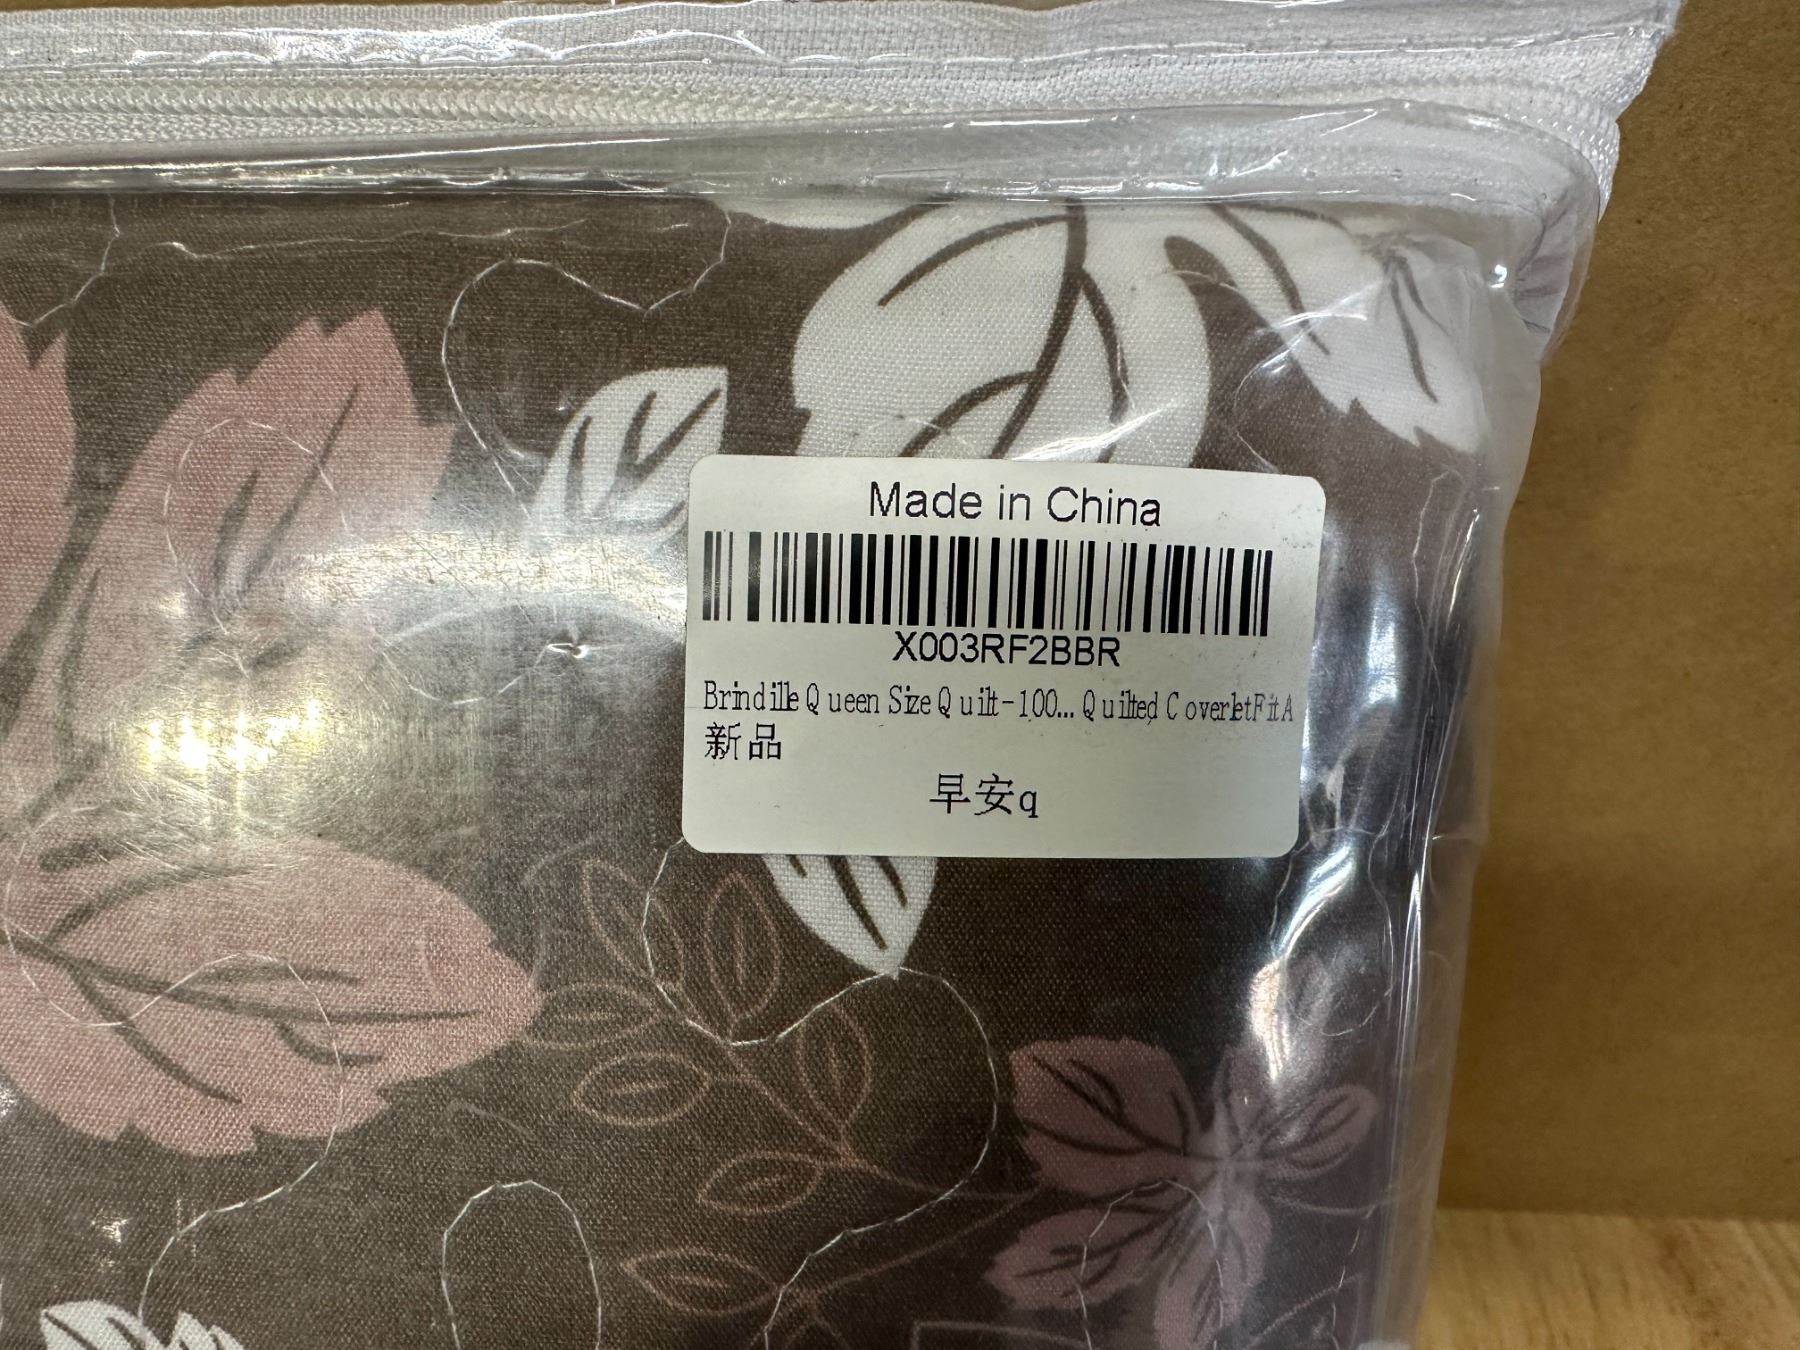 Made in China
X003RF2BBR
Brindille Queen Size Quilt-100... Quilted CoverletFitA
新品
早安q